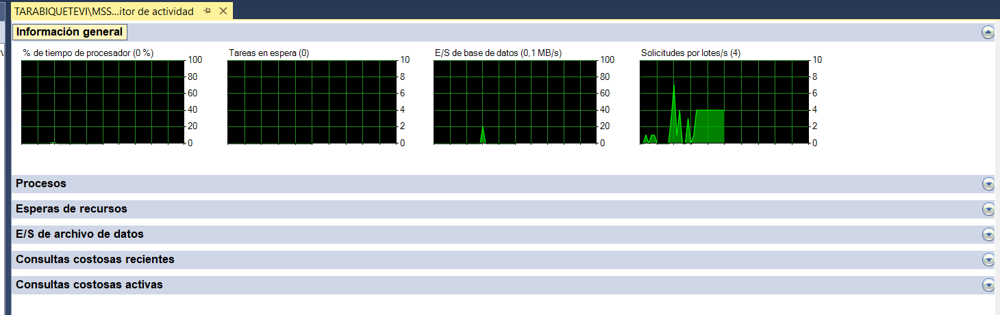 TARABIQUETEVI\MSS...itor de actividad
Información general
% de tiempo de procesador (0 %)
100
80
60
40
20
0
Tareas en espera (0)
10
8
6
4
2
0
E/S de base de datos (0,1 MB/s)
100
80
60
40
20
0
Solicitudes por lotes/s (4)
10
8
6
4
2
0
Procesos
Esperas de recursos
E/S de archivo de datos
Consultas costosas recientes
Consultas costosas activas